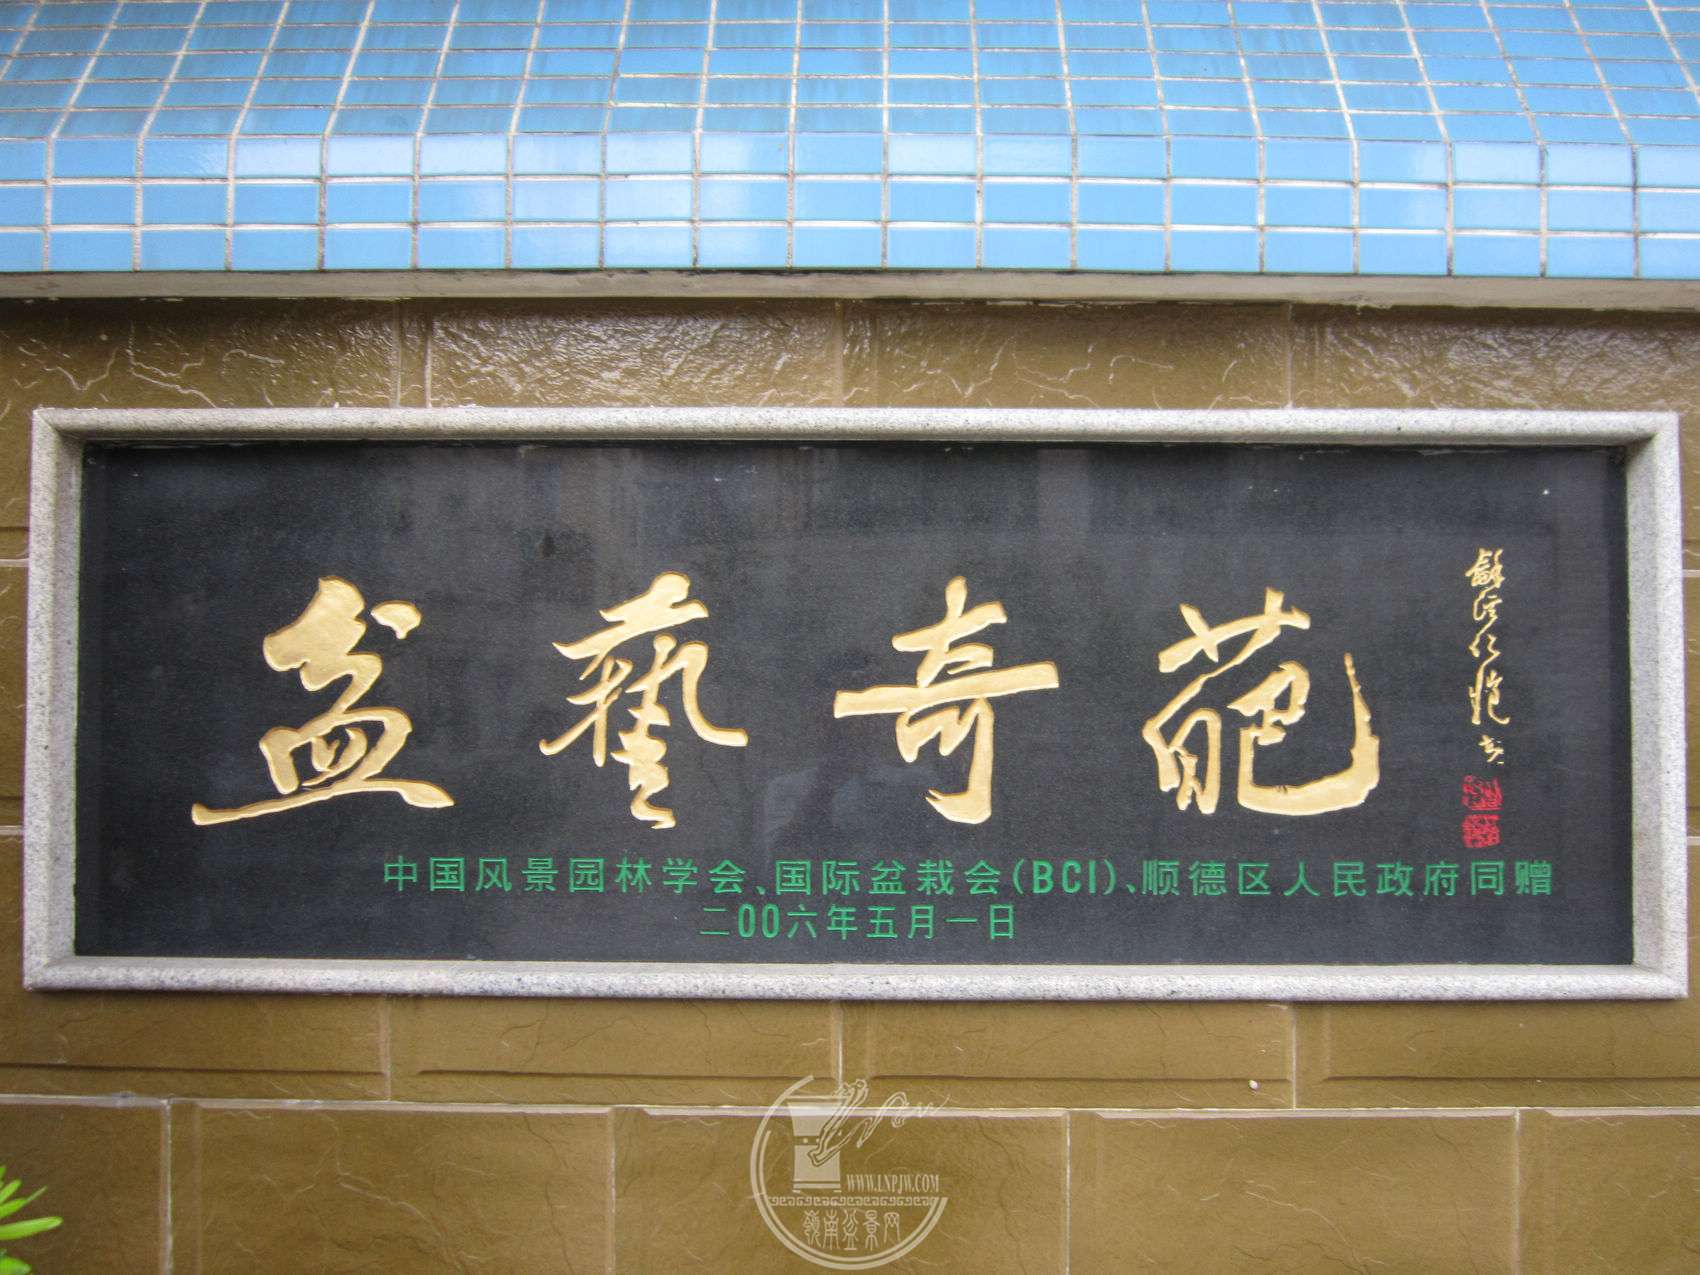 盆艺奇葩
中国风景园林学会、国际盆栽会(BCI)、顺德区人民政府同赠
二00六年五月一日
WWW.LNPJW.COM
嶺南盆景网